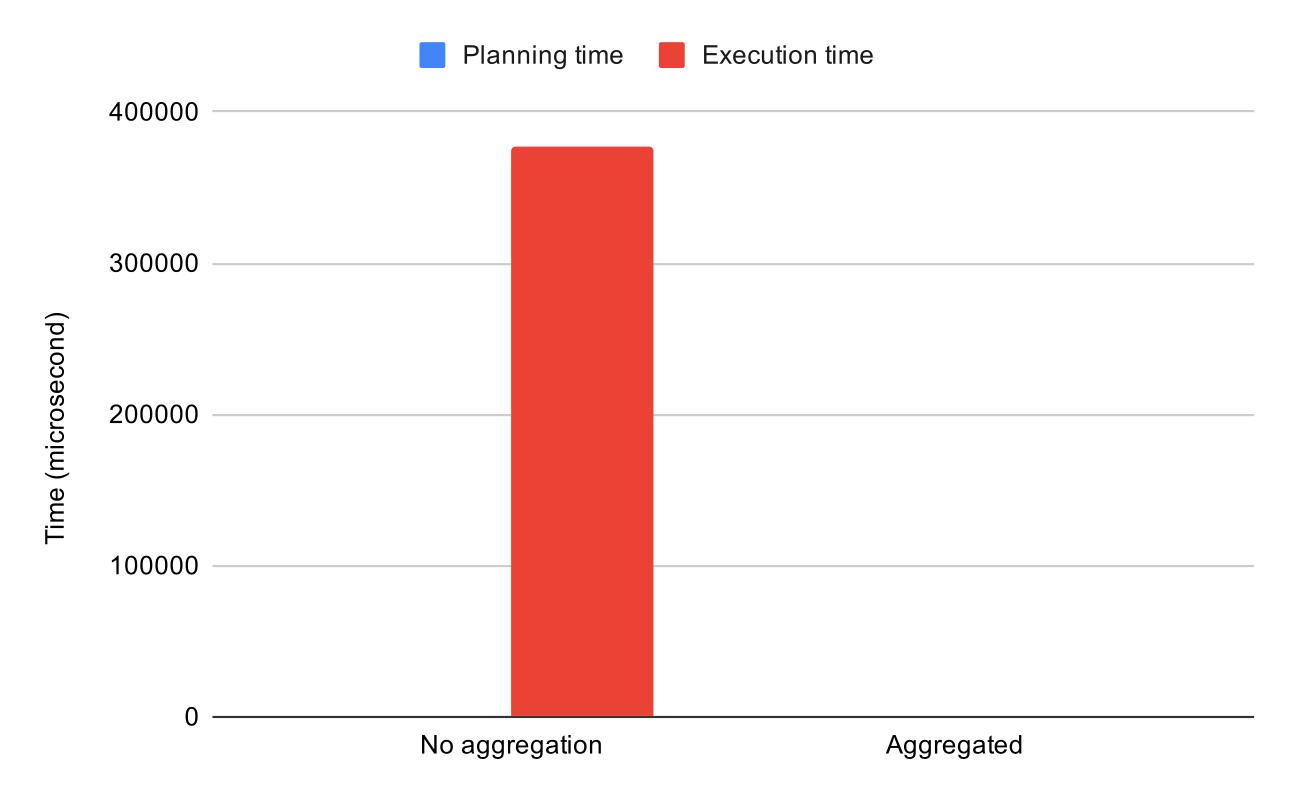 Planning time
Execution time
400000
300000
200000
100000
0
Time (microsecond)
No aggregation
Aggregated